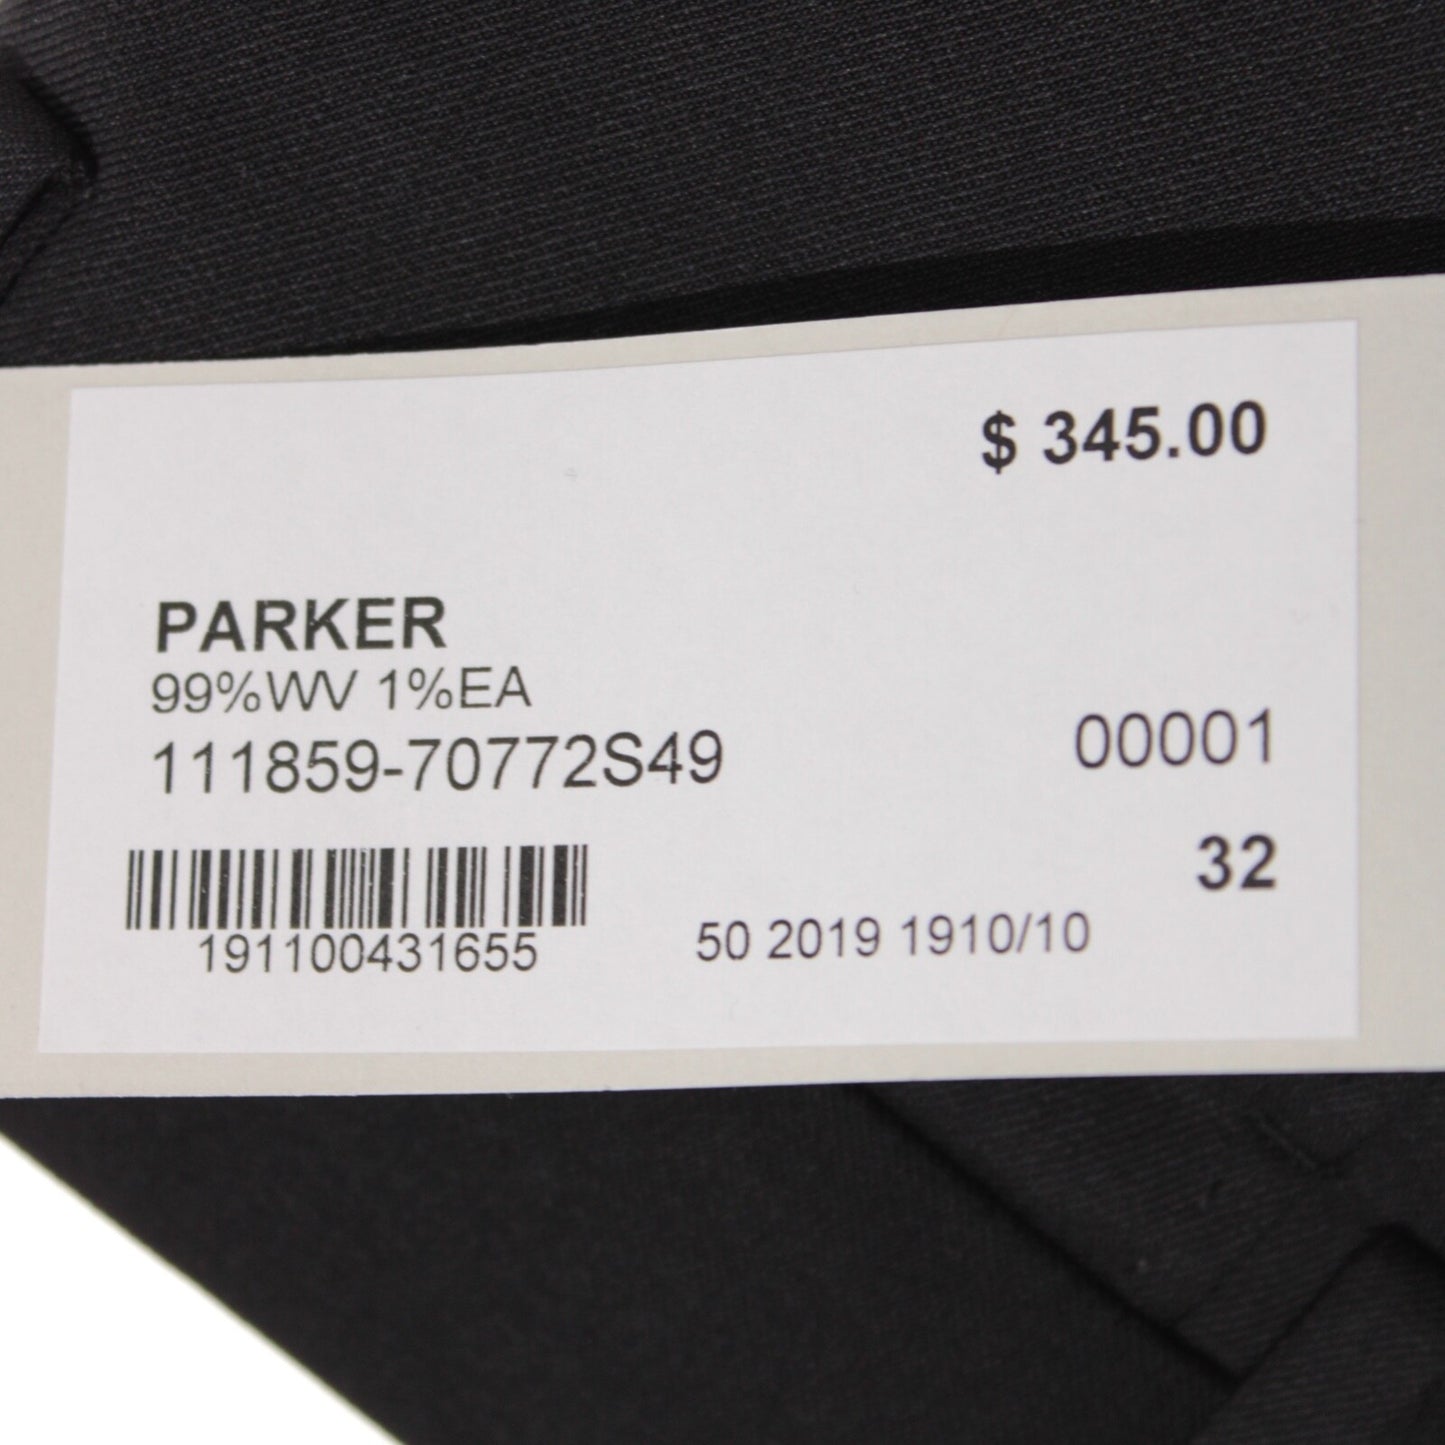 $ 345.00
PARKER
99%WV 1%EA
111859-70772S49 00001
32
191100431655 50 2019 1910/10